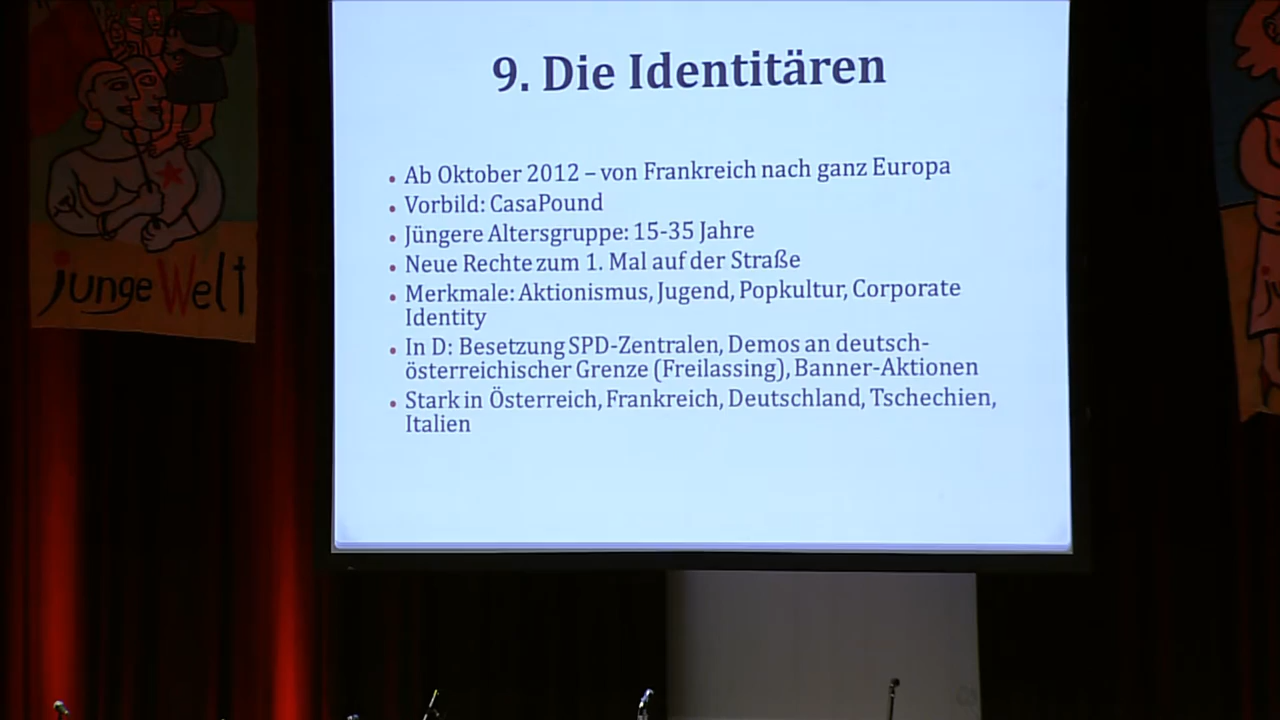 9. Die Identitären
Ab Oktober 2012 – von Frankreich nach ganz Europa
Vorbild: CasaPound
Jüngere Altersgruppe: 15-35 Jahre
Neue Rechte zum 1. Mal auf der Straße
Merkmale: Aktionismus, Jugend, Popkultur, Corporate
Identity
In D: Besetzung SPD-Zentralen, Demos an deutsch-
österreichischer Grenze (Freilassing), Banner-Aktionen
Stark in Österreich, Frankreich, Deutschland, Tschechien,
Italien
junge Welt